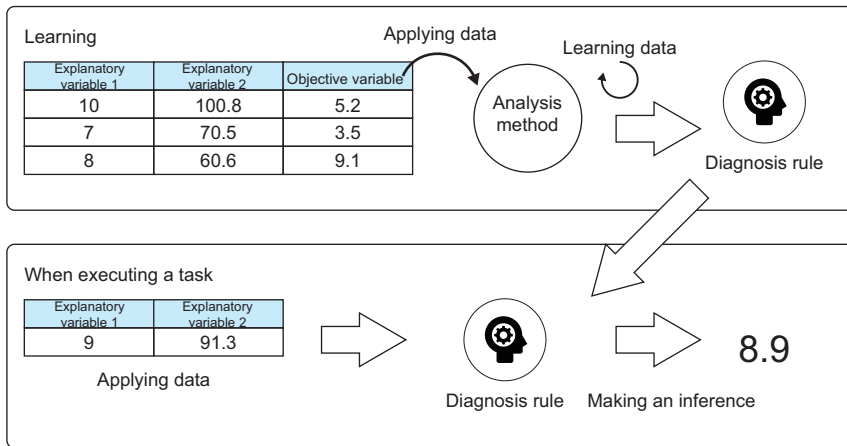 Learning
Applying data
Learning data
Explanatory
variable 1
Explanatory
variable 2
Objective variable
10
100.8
5.2
7
70.5
3.5
8
60.6
9.1
Analysis
method
Diagnosis rule
When executing a task
Explanatory
variable 1
Explanatory
variable 2
9
91.3
Applying data
Diagnosis rule
Making an inference
8.9